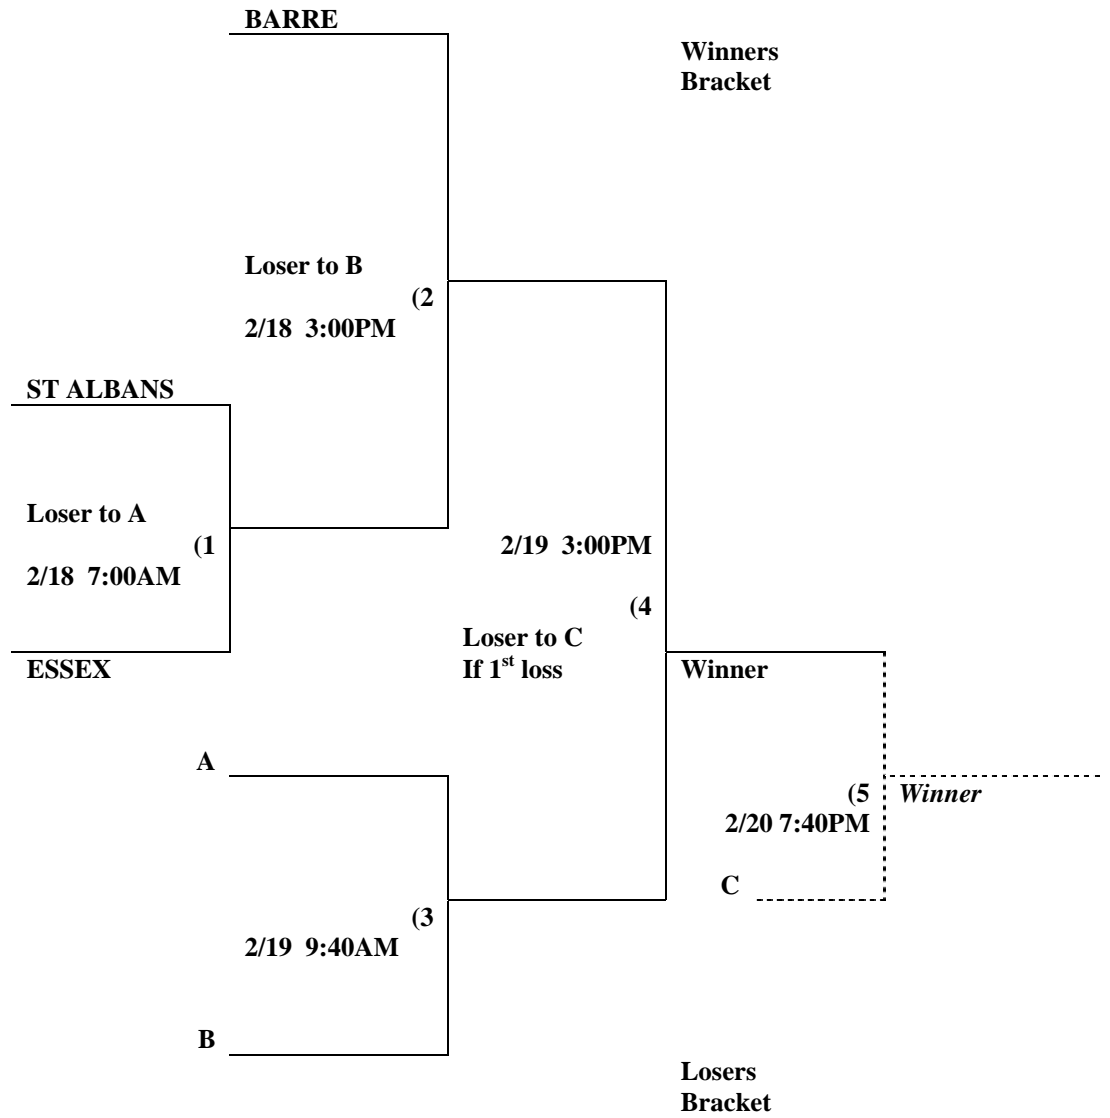 BARRE
Winners
Bracket
Loser to B
(2
2/18 3:00PM
ST ALBANS
Loser to A
(1
2/18 7:00AM
2/19 3:00PM
(4
Loser to C
If 1st loss
ESSEX
Winner
A
(5
Winner
2/20 7:40PM
C
(3
2/19 9:40AM
B
Losers
Bracket